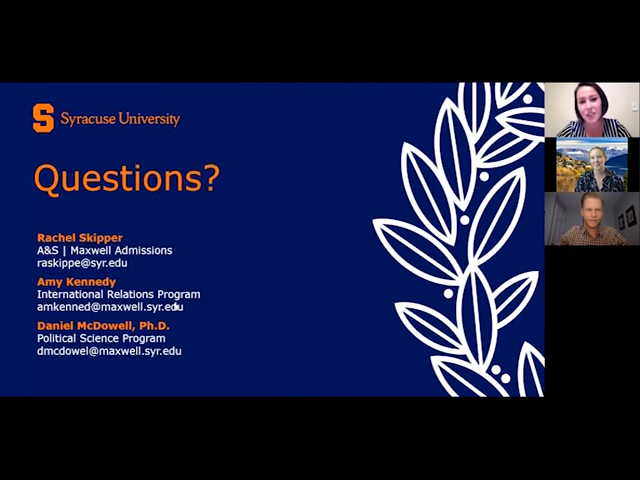 S Syracuse University
Questions?
Rachel Skipper
A&S | Maxwell Admissions
raskippe@syr.edu
Amy Kennedy
International Relations Program
amkenned@maxwell.syr.edu
Daniel McDowell, Ph.D.
Political Science Program
dmcdowel@maxwell.syr.edu